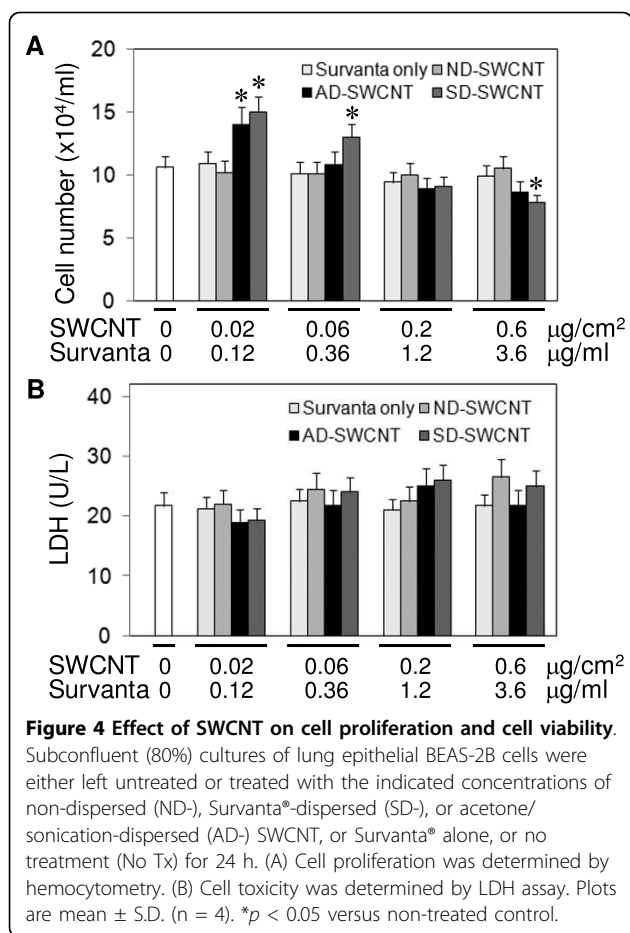 A
Cell number (x10⁴/ml)
20
15
10
5
0
Survanta only ND-SWCNT
AD-SWCNT SD-SWCNT
* *
*
*
SWCNT 0 0.02 0.06 0.2 0.6 μg/cm²
Survanta 0 0.12 0.36 1.2 3.6 μg/ml
B
LDH (U/L)
40
30
20
10
0
Survanta only ND-SWCNT
AD-SWCNT SD-SWCNT
SWCNT 0 0.02 0.06 0.2 0.6 μg/cm²
Survanta 0 0.12 0.36 1.2 3.6 μg/ml
Figure 4 Effect of SWCNT on cell proliferation and cell viability.
Subconfluent (80%) cultures of lung epithelial BEAS-2B cells were
either left untreated or treated with the indicated concentrations of
non-dispersed (ND-), Survanta®-dispersed (SD-), or acetone/
sonication-dispersed (AD-) SWCNT, or Survanta® alone, or no
treatment (No Tx) for 24 h. (A) Cell proliferation was determined by
hemocytometry. (B) Cell toxicity was determined by LDH assay. Plots
are mean ± S.D. (n = 4). *p < 0.05 versus non-treated control.